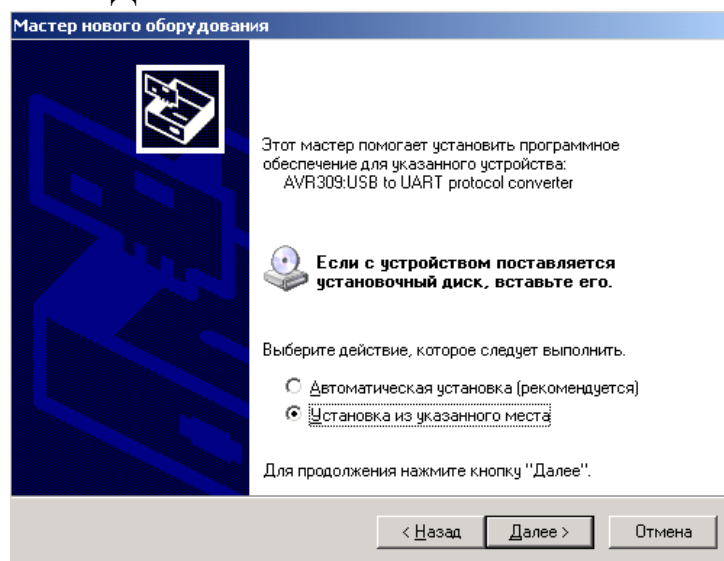 Мастер нового оборудования
Этот мастер помогает установить программное
обеспечение для указанного устройства:
AVR309:USB to UART protocol converter
Если с устройством поставляется
установочный диск, вставьте его.
Выберите действие, которое следует выполнить.
Автоматическая установка (рекомендуется)
Установка из указанного места
Для продолжения нажмите кнопку "Далее".
< Назад Далее > Отмена